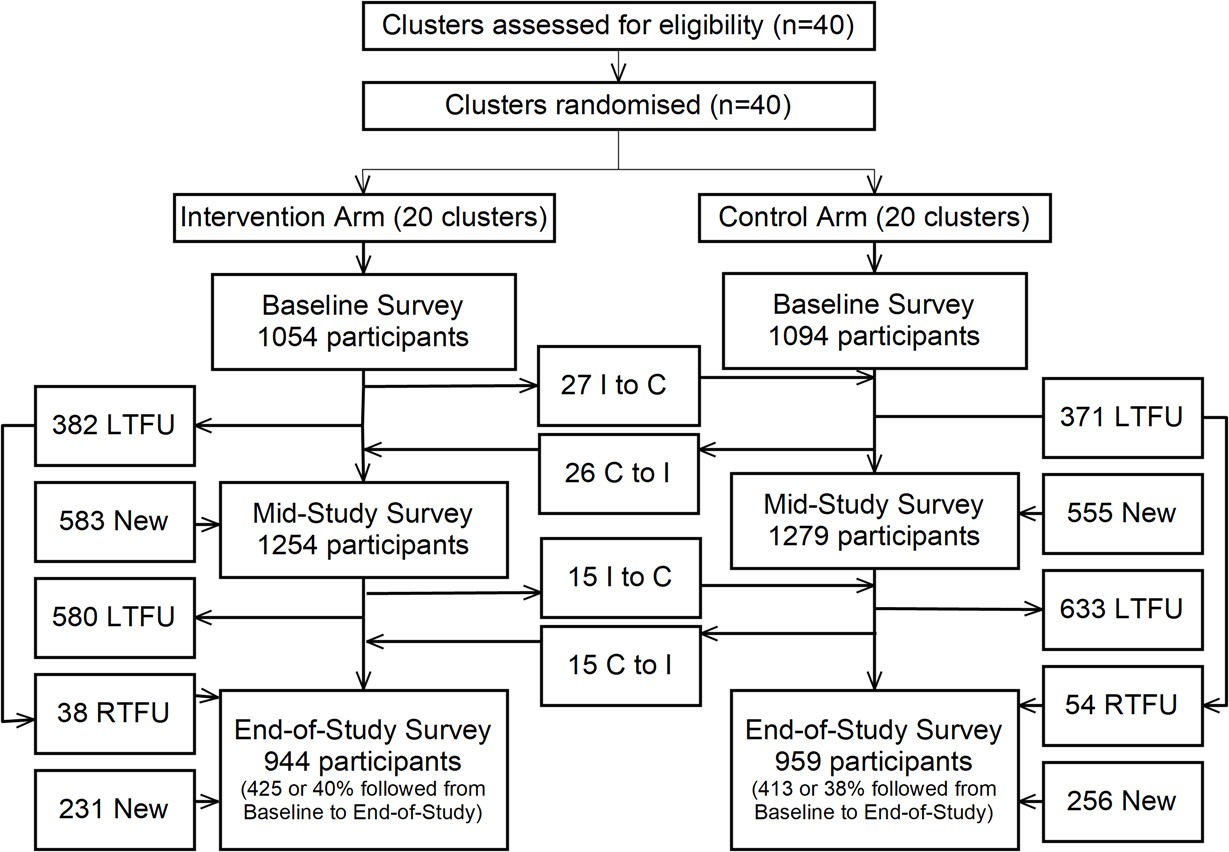 Clusters assessed for eligibility (n=40)
Clusters randomised (n=40)
Intervention Arm (20 clusters)
Control Arm (20 clusters)
Baseline Survey
1054 participants
Baseline Survey
1094 participants
27 I to C
382 LTFU
371 LTFU
26 C to I
583 New
Mid-Study Survey
1254 participants
Mid-Study Survey
1279 participants
555 New
15 I to C
580 LTFU
633 LTFU
15 C to I
38 RTFU
54 RTFU
End-of-Study Survey
944 participants
(425 or 40% followed from
Baseline to End-of-Study)
End-of-Study Survey
959 participants
(413 or 38% followed from
Baseline to End-of-Study)
231 New
256 New